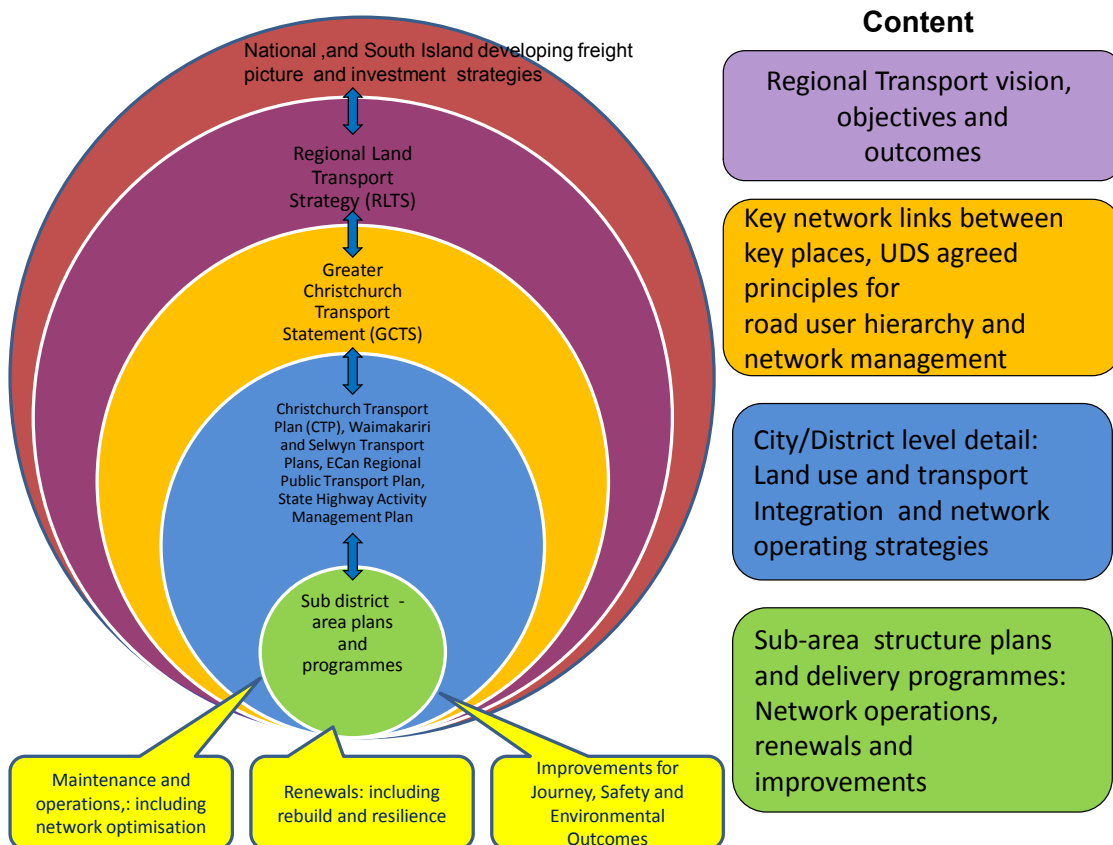 National ,and South Island developing freight
picture and investment strategies
Regional Land
Transport
Strategy (RLTS)
Greater
Christchurch
Transport
Statement (GCTS)
Christchurch Transport
Plan (CTP), Waimakariri
and Selwyn Transport
Plans, ECan Regional
Public Transport Plan,
State Highway Activity
Management Plan
Sub district -
area plans
and
programmes
Maintenance and
operations,: including
network optimisation
Renewals: including
rebuild and resilience
Improvements for
Journey, Safety and
Environmental
Outcomes
Content
Regional Transport vision,
objectives and
outcomes
Key network links between
key places, UDS agreed
principles for
road user hierarchy and
network management
City/District level detail:
Land use and transport
Integration and network
operating strategies
Sub-area structure plans
and delivery programmes:
Network operations,
renewals and
improvements